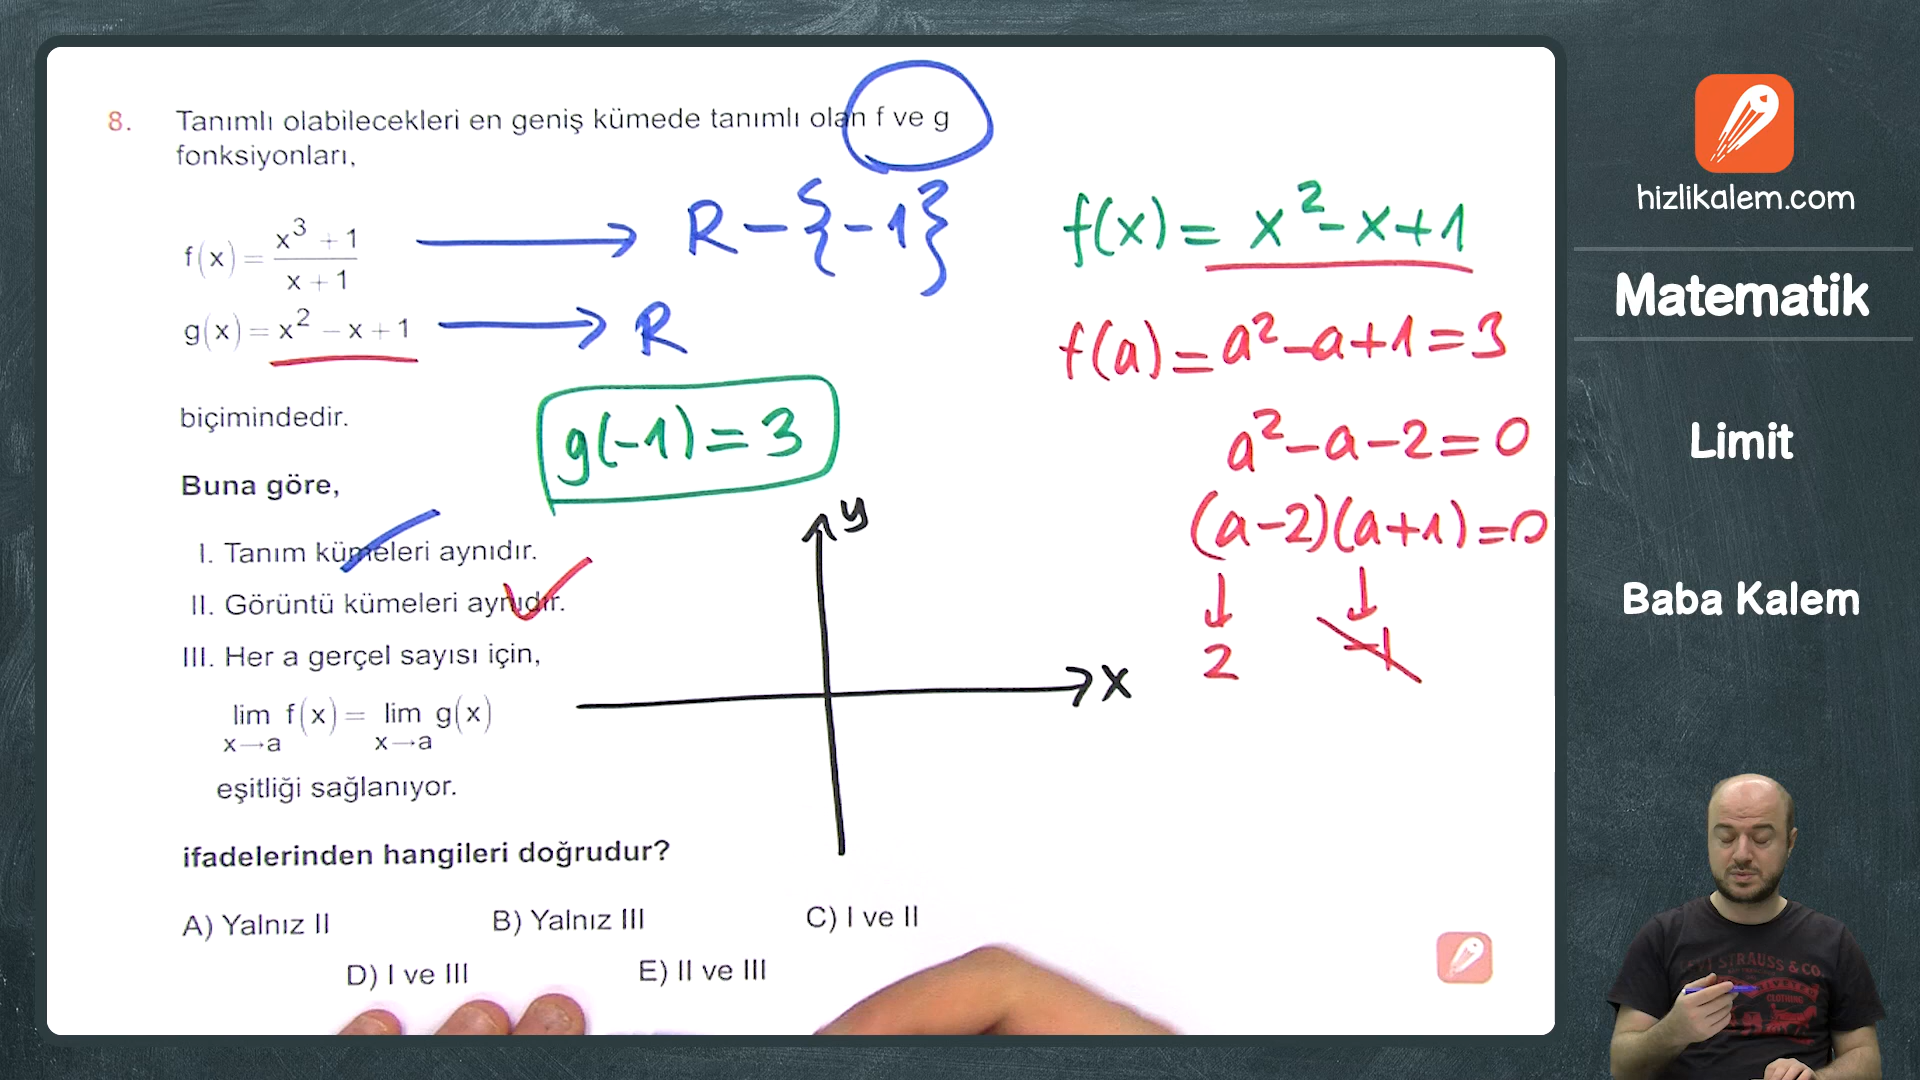 8. Tanımlı olabilecekleri en geniş kümede tanımlı olan f ve g
fonksiyonları,
f(x) = x³ + 1 / x + 1 → R - {-1}
g(x) = x² - x + 1 → R
biçimindedir.
g(-1) = 3
Buna göre,
I. Tanım kümeleri aynıdır.
II. Görüntü kümeleri aynıdır.
III. Her a gerçel sayısı için,
lim x→a f(x) = lim x→a g(x)
eşitliği sağlanıyor.
ifadelerinden hangileri doğrudur?
A) Yalnız II B) Yalnız III C) I ve II
D) I ve III E) II ve III
y
x
f(x) = x² - x + 1
f(a) = a² - a + 1 = 3
a² - a - 2 = 0
(a - 2)(a + 1) = 0
↓ ↓
2 -1
hizlikalem.com
Matematik
Limit
Baba Kalem
STRAUSS & CO.
CLOTHING